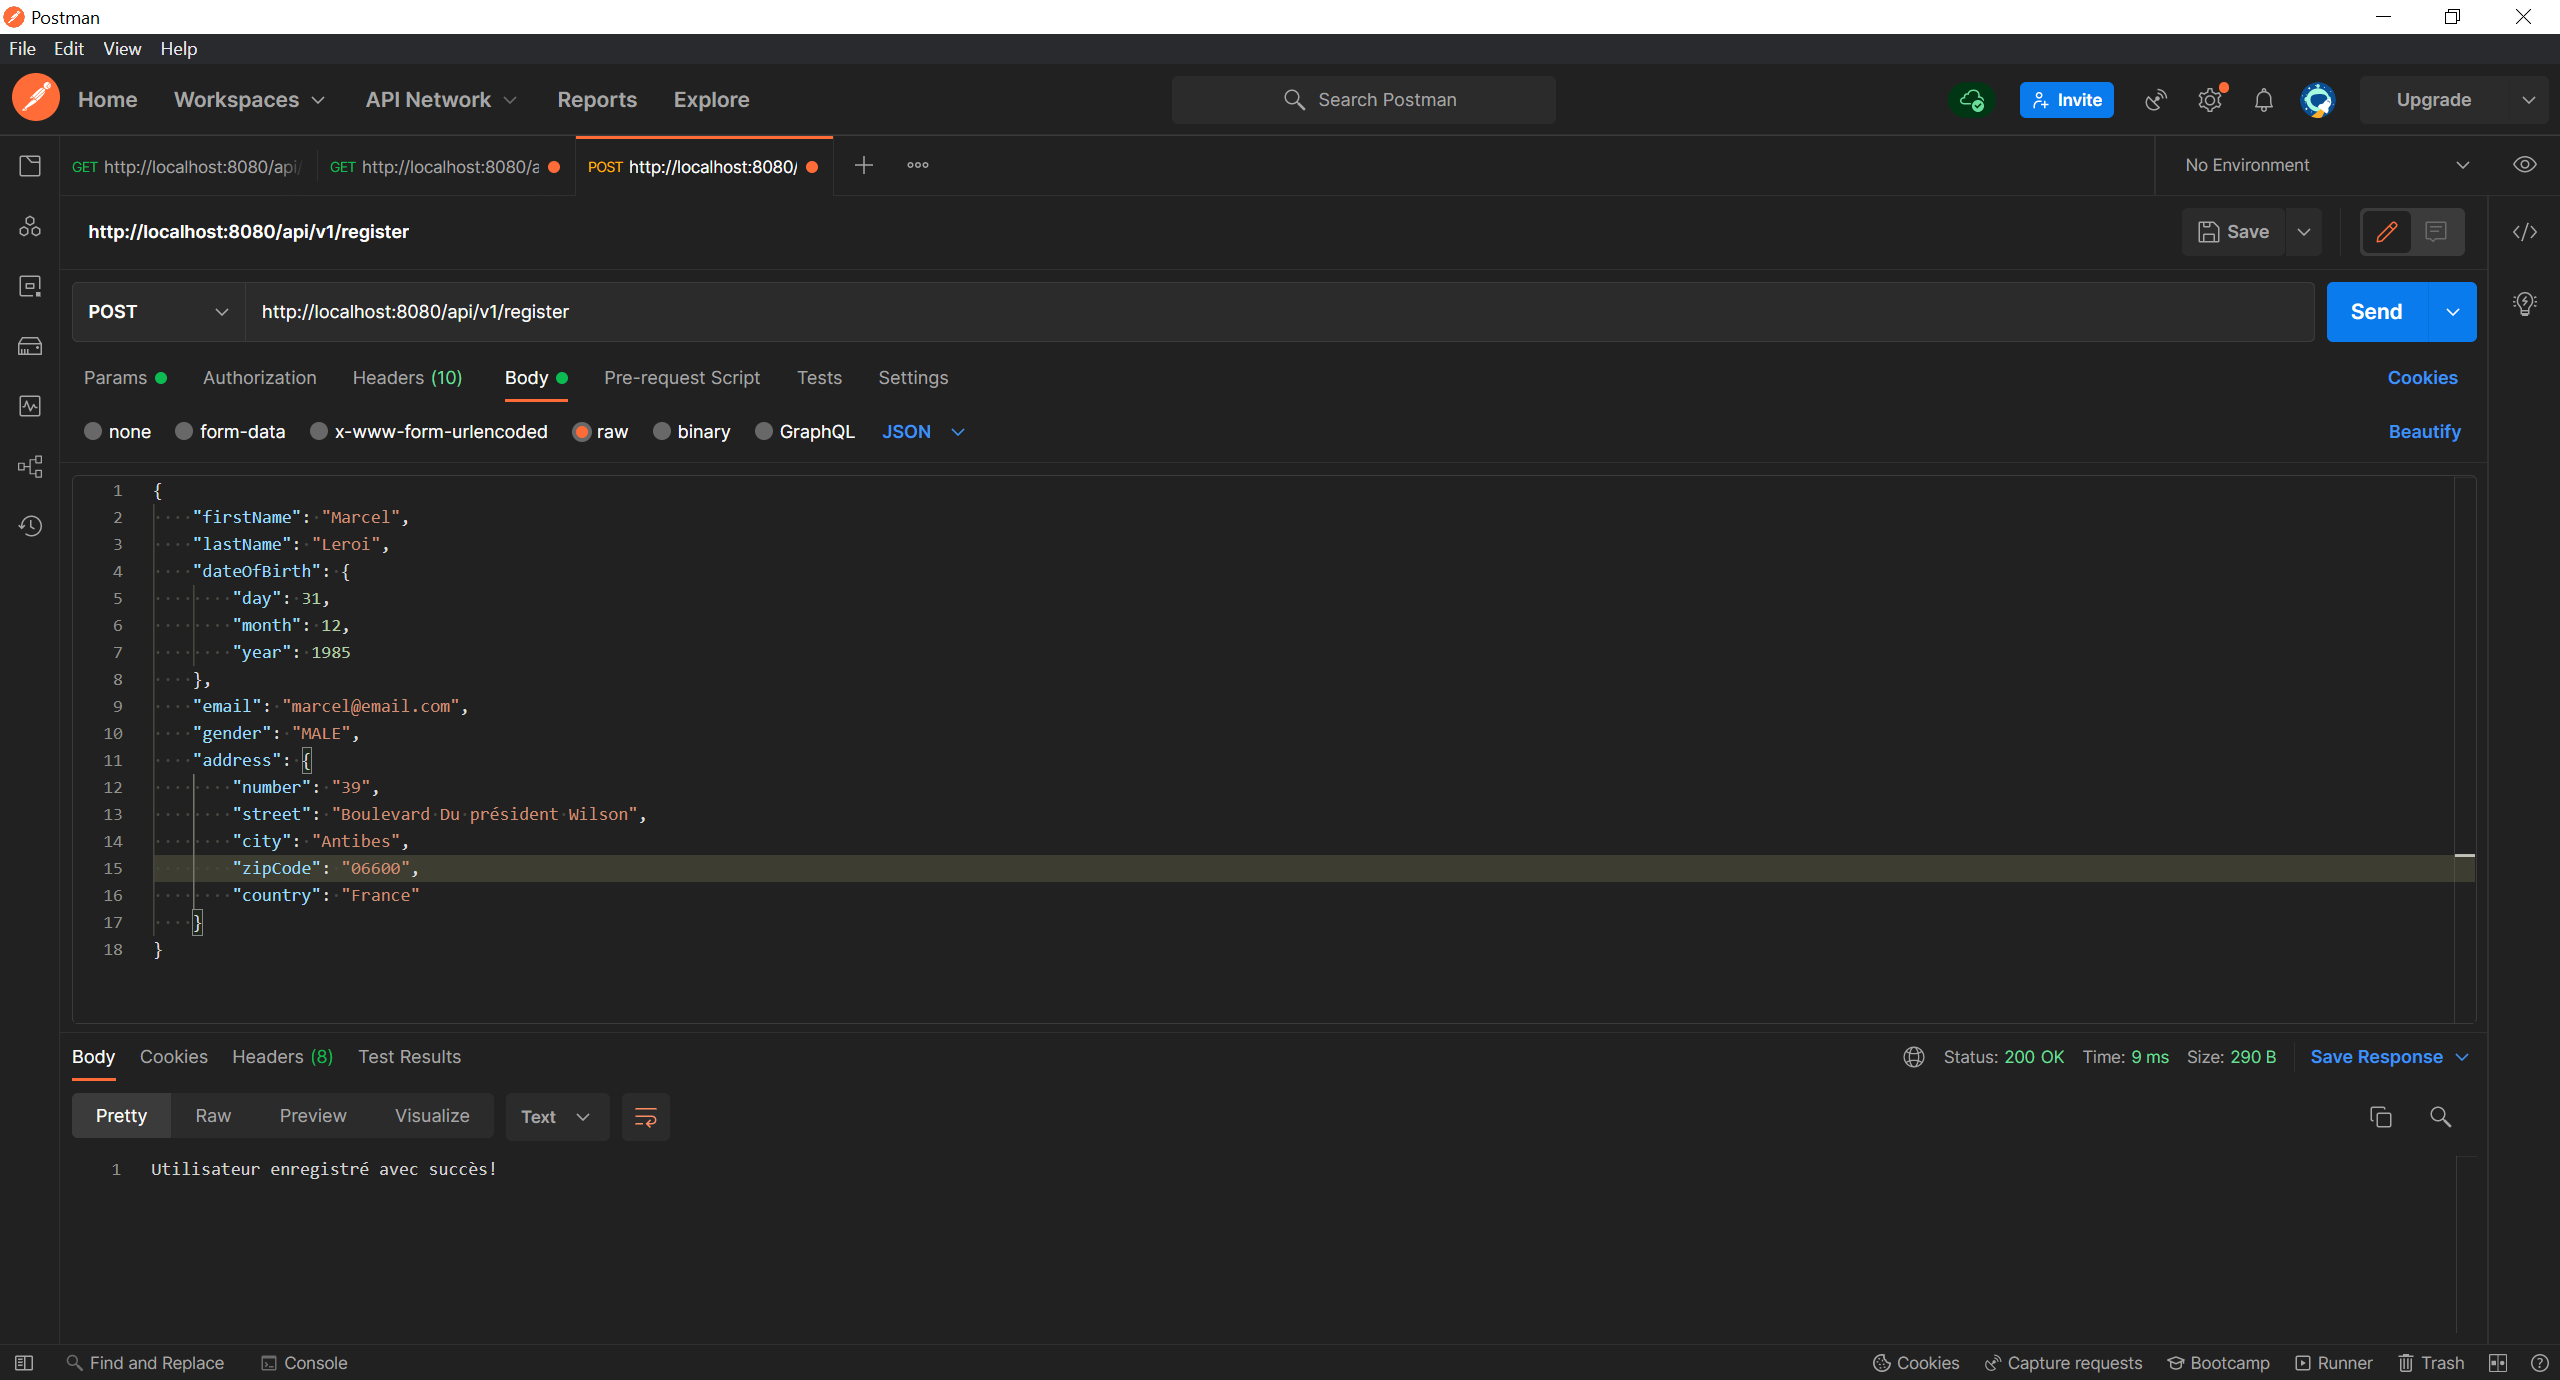 Postman
File Edit View Help
Home Workspaces API Network Reports Explore Search Postman Invite Upgrade
GET http://localhost:8080/api/ GET http://localhost:8080/a POST http://localhost:8080/ No Environment
http://localhost:8080/api/v1/register Save
POST http://localhost:8080/api/v1/register Send
Params Authorization Headers (10) Body Pre-request Script Tests Settings Cookies
none form-data x-www-form-urlencoded raw binary GraphQL JSON Beautify
1 {
2 "firstName": "Marcel",
3 "lastName": "Leroi",
4 "dateOfBirth": {
5 "day": 31,
6 "month": 12,
7 "year": 1985
8 },
9 "email": "marcel@email.com",
10 "gender": "MALE",
11 "address": {
12 "number": "39",
13 "street": "Boulevard Du président Wilson",
14 "city": "Antibes",
15 "zipCode": "06600",
16 "country": "France"
17 }
18 }
Body Cookies Headers (8) Test Results Status: 200 OK Time: 9 ms Size: 290 B Save Response
Pretty Raw Preview Visualize Text
1 Utilisateur enregistré avec succès!
Find and Replace Console Cookies Capture requests Bootcamp Runner Trash